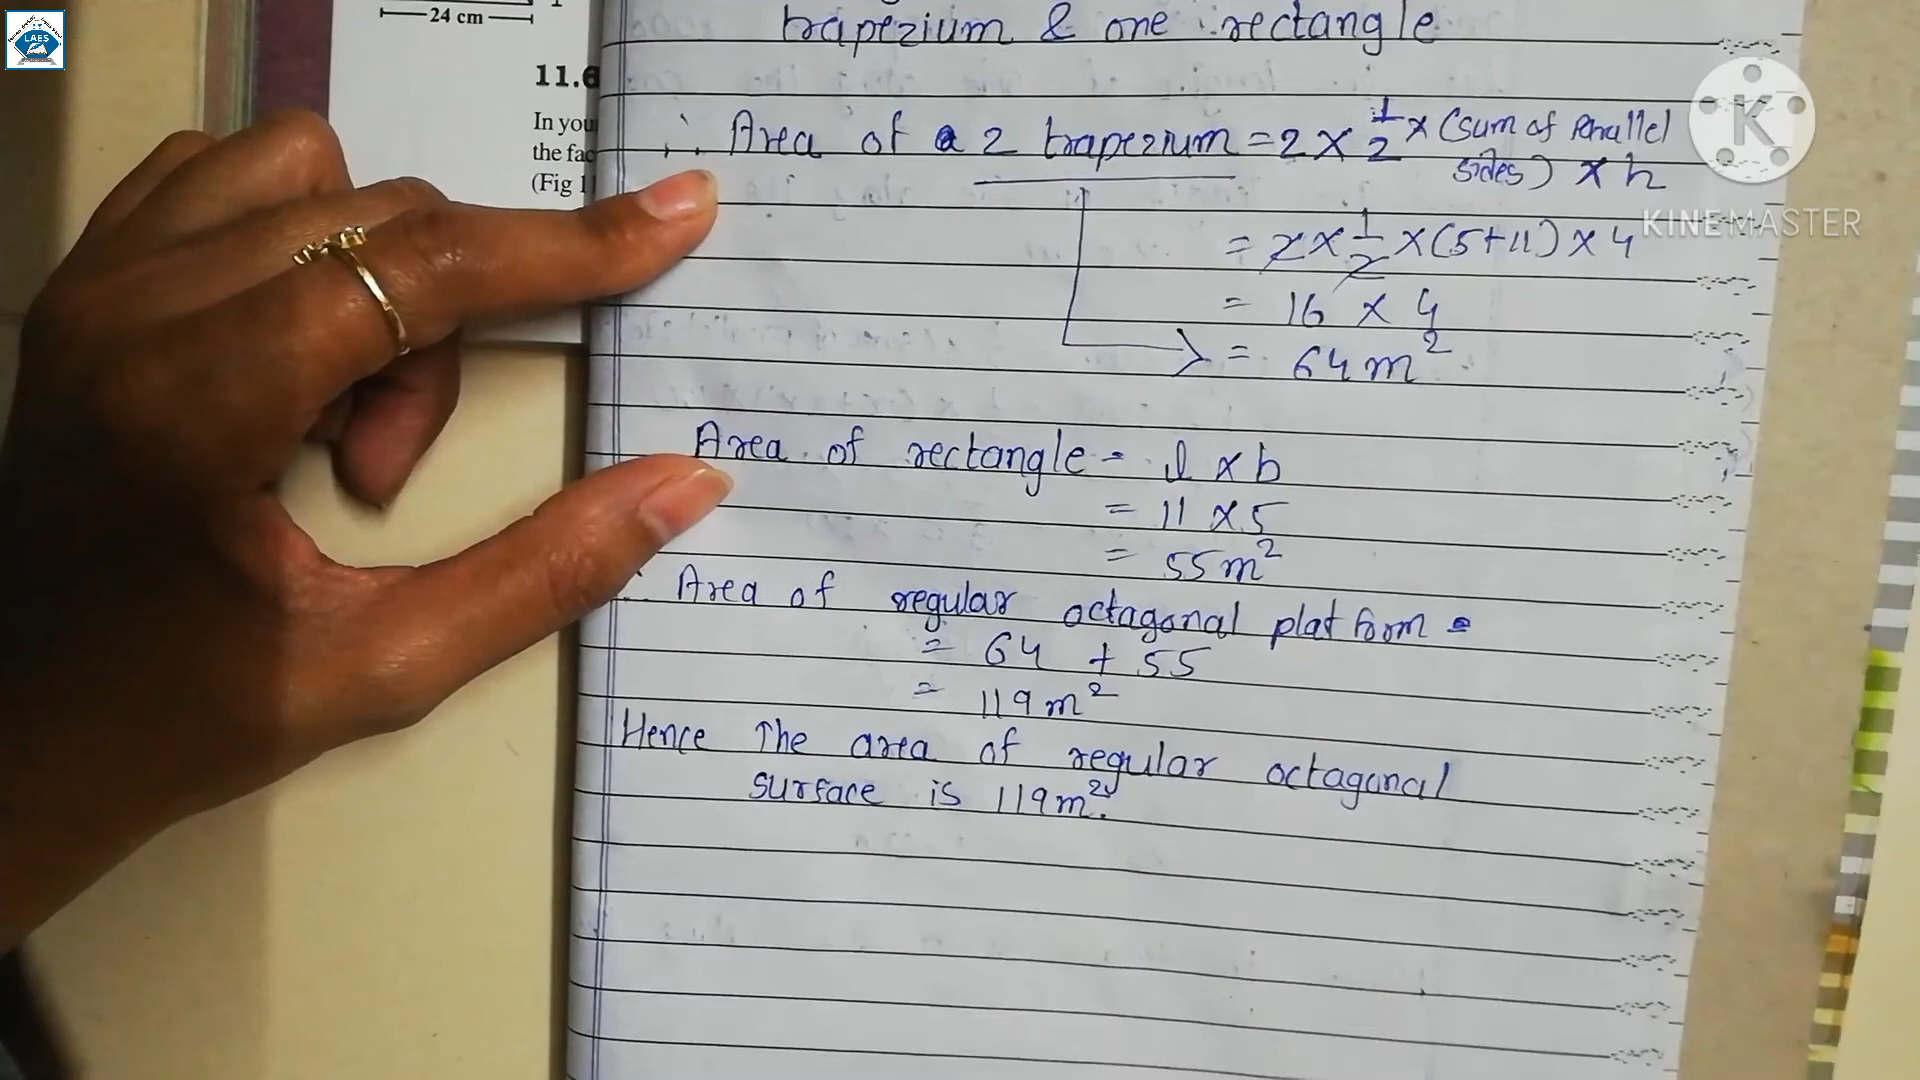 24 cm
11.6
In you
the fac
(Fig 1
trapezium & one rectangle
∴ Area of a 2 trapezium = 2 × 1/2 × (sum of Parallel
sides) × h
= 2 × 1/2 × (5+11) × 4
= 16 × 4
= 64 m²
Area of rectangle = l × b
= 11 × 5
= 55 m²
∴ Area of regular octagonal platform =
= 64 + 55
= 119 m²
Hence The area of regular octagonal
surface is 119 m².
LAES
K
KINEMASTER